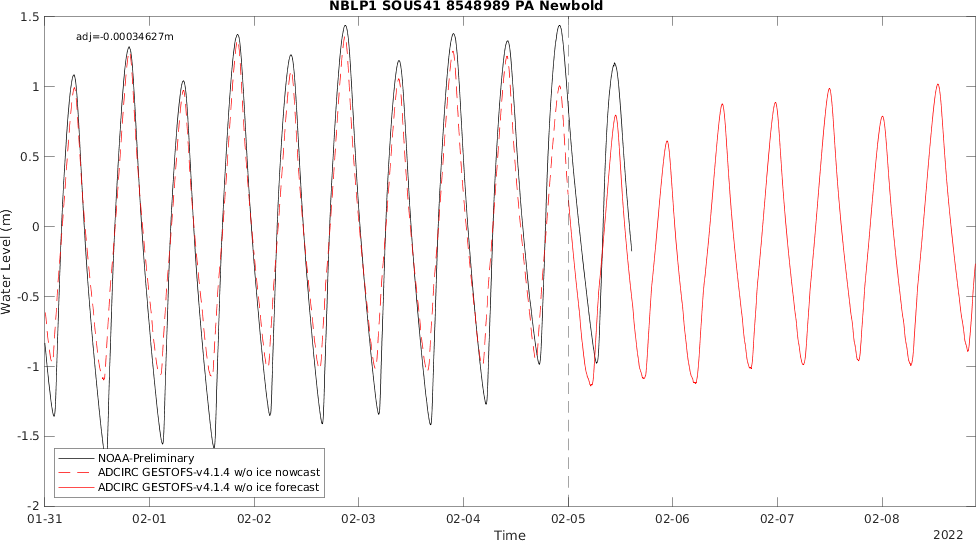 NBLP1 SOUS41 8548989 PA Newbold
adj=-0.00034627m
1.5
1
0.5
0
-0.5
-1
-1.5
-2
Water Level (m)
NOAA-Preliminary
ADCIRC GESTOFS-v4.1.4 w/o ice nowcast
ADCIRC GESTOFS-v4.1.4 w/o ice forecast
01-31 02-01 02-02 02-03 02-04 02-05 02-06 02-07 02-08
Time
2022